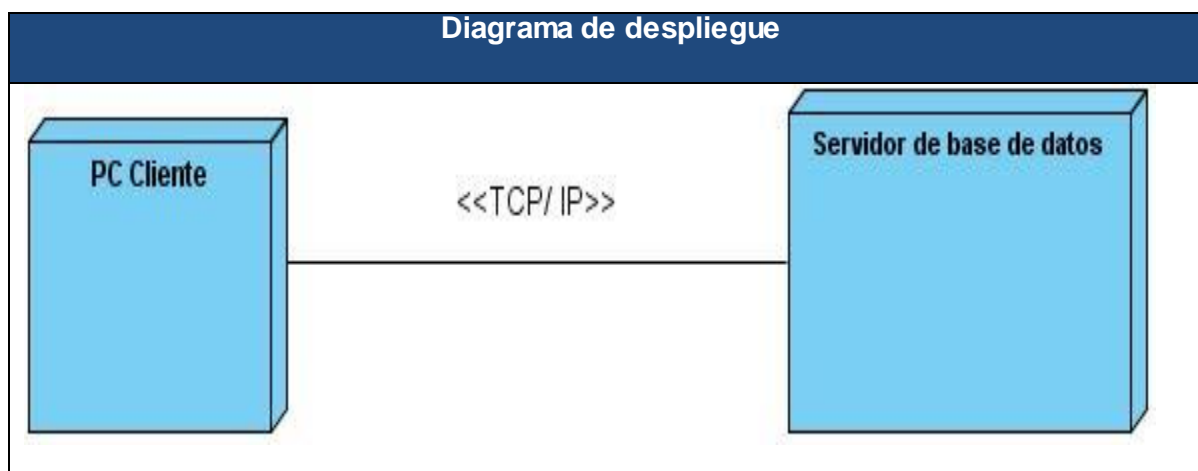 Diagrama de despliegue
PC Cliente
<<TCP/ IP>>
Servidor de base de datos